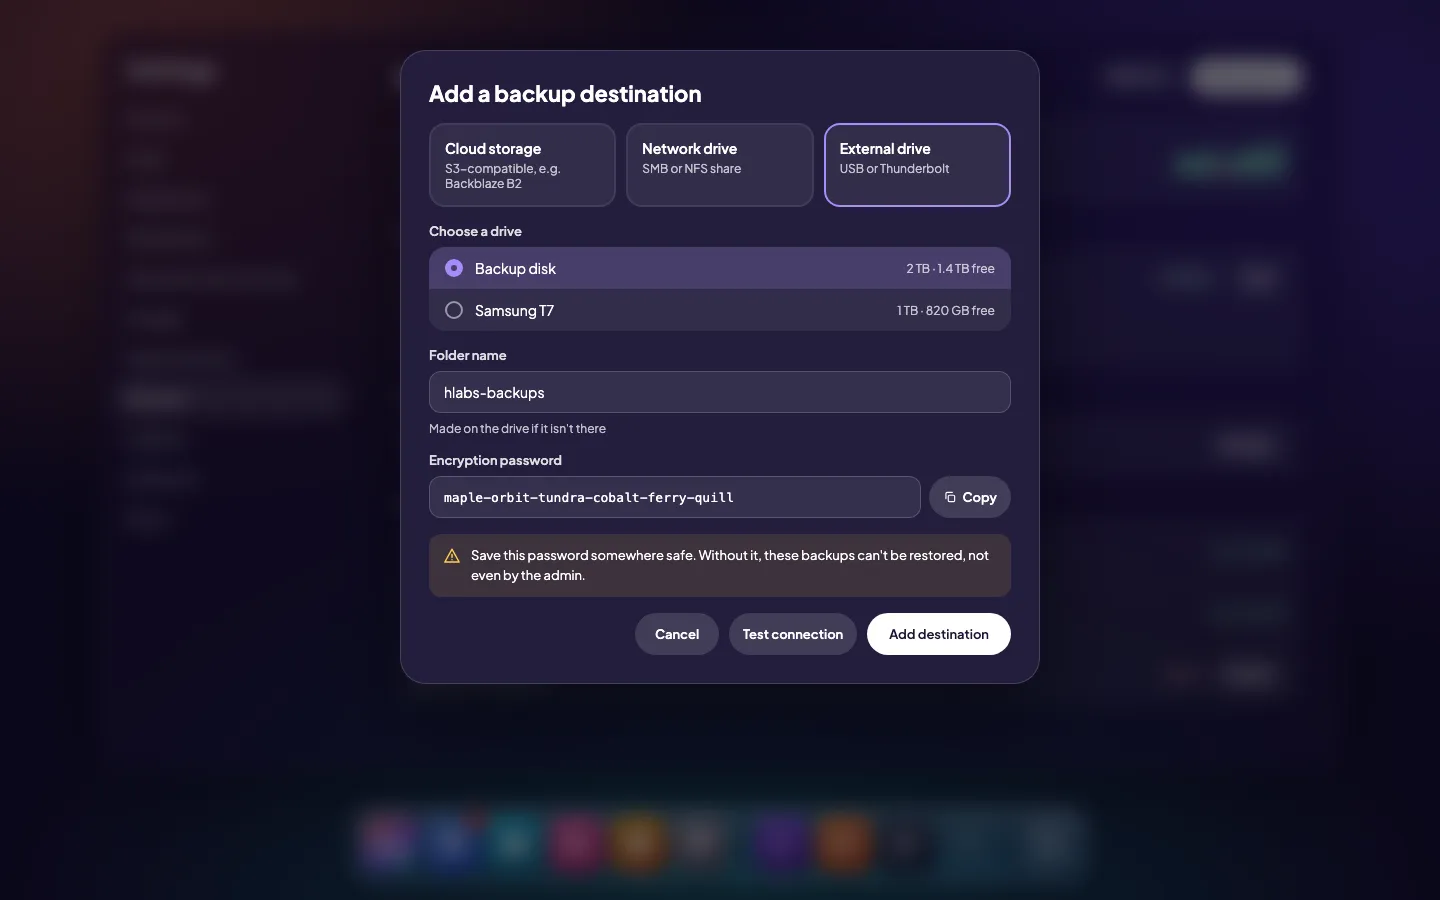 Add a backup destination
Cloud storage
S3-compatible, e.g.
Backblaze B2
Network drive
SMB or NFS share
External drive
USB or Thunderbolt
Choose a drive
Backup disk
2 TB · 1.4 TB free
Samsung T7
1 TB · 820 GB free
Folder name
hlabs-backups
Made on the drive if it isn't there
Encryption password
maple-orbit-tundra-cobalt-ferry-quill
Copy
Save this password somewhere safe. Without it, these backups can't be restored, not
even by the admin.
Cancel
Test connection
Add destination